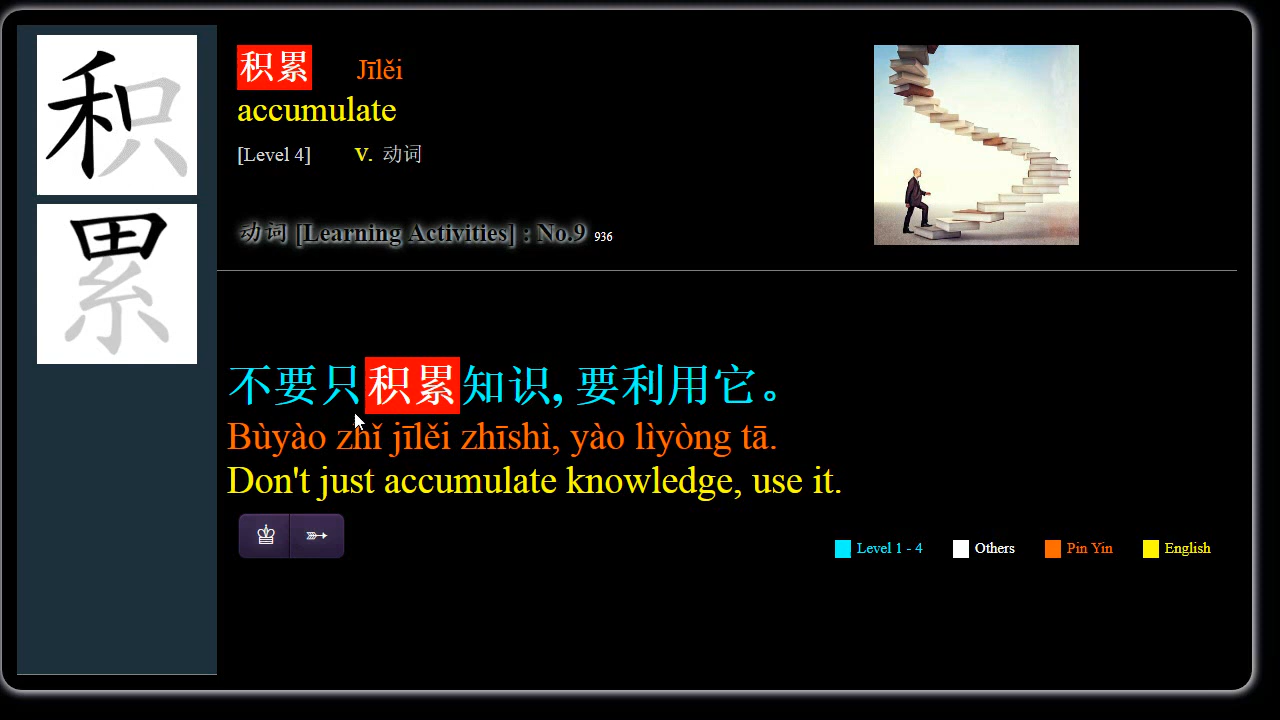 积
累
积累 Jīlěi
accumulate
[Level 4] v. 动词
动词 [Learning Activities] : No.9 936
不要只积累知识, 要利用它。
Bùyào zhǐ jīlěi zhīshì, yào lìyòng tā.
Don't just accumulate knowledge, use it.
Level 1 - 4 Others Pin Yin English